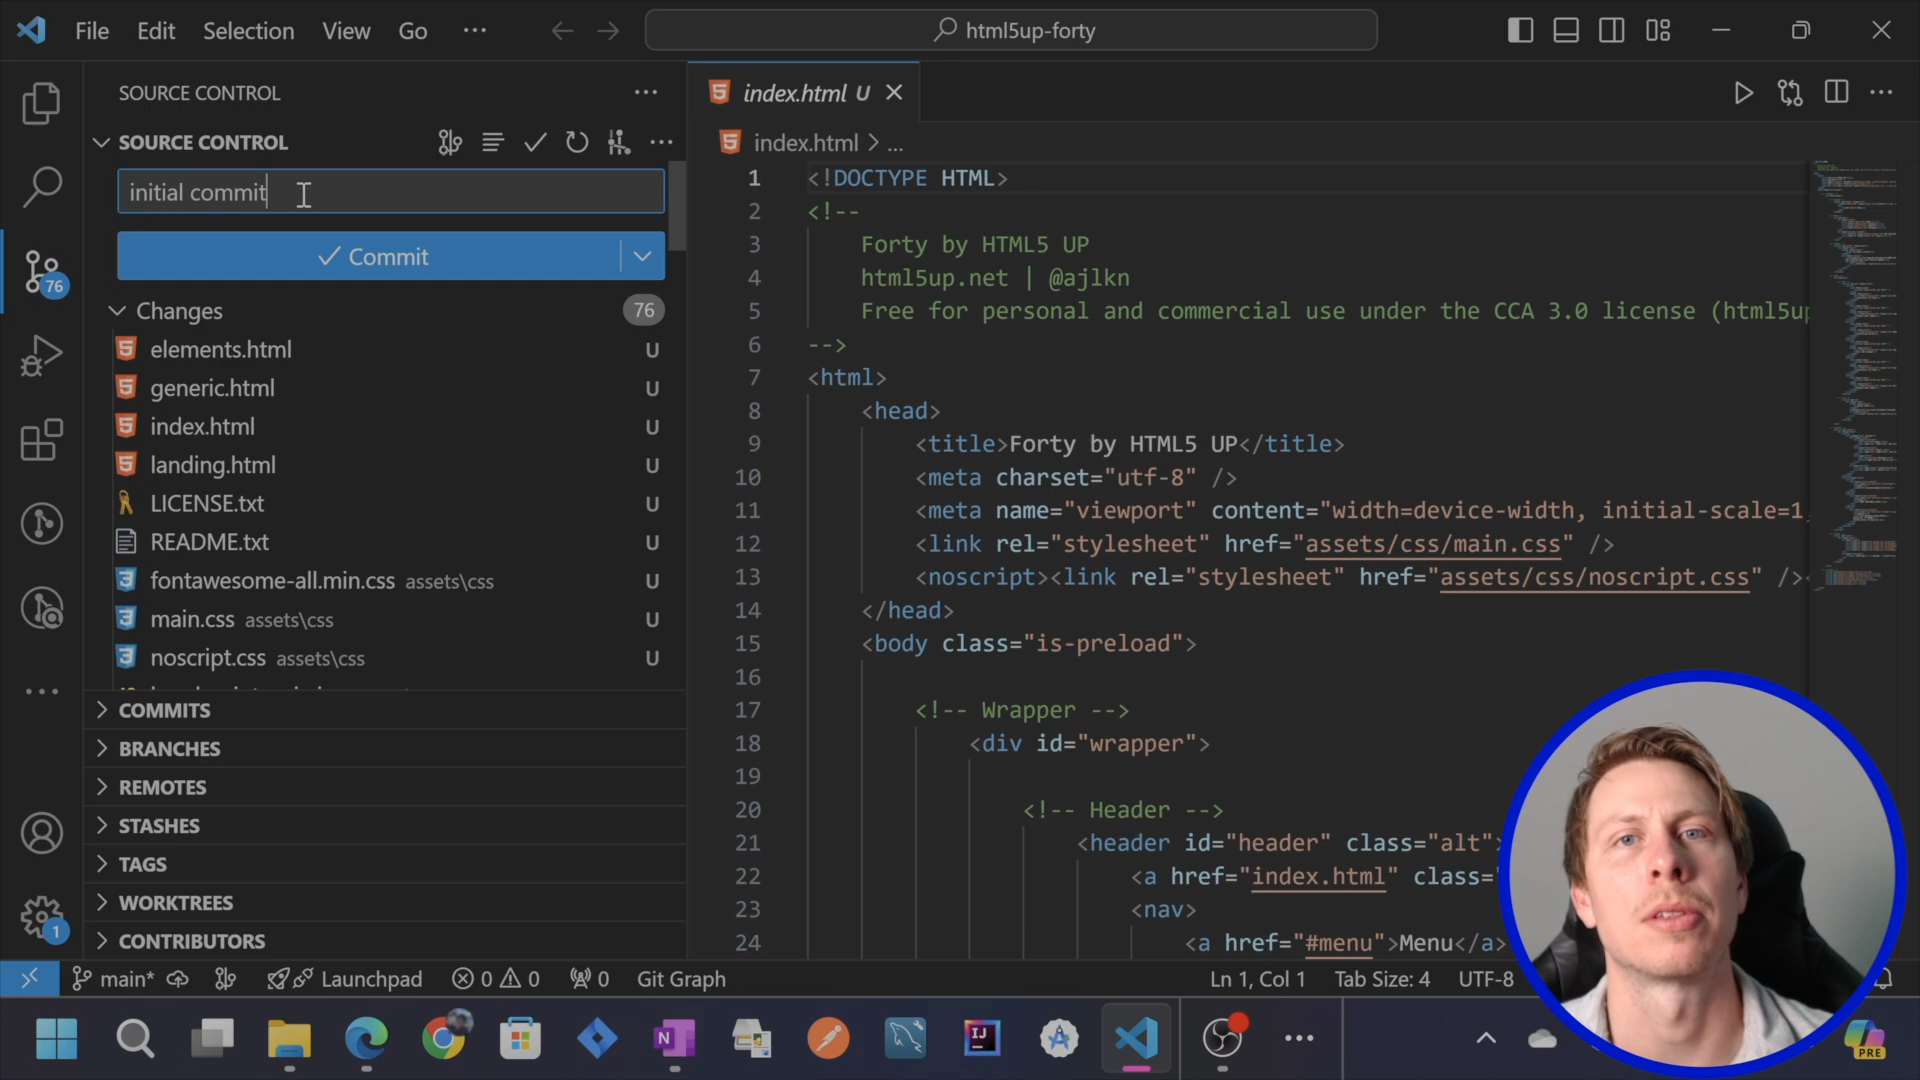 File Edit Selection View Go ···
html5up-forty
SOURCE CONTROL
SOURCE CONTROL
initial commit
Commit
Changes 76
elements.html U
generic.html U
index.html U
landing.html U
LICENSE.txt U
README.txt U
fontawesome-all.min.css assets\css U
main.css assets\css U
noscript.css assets\css U
COMMITS
BRANCHES
REMOTES
STASHES
TAGS
WORKTREES
CONTRIBUTORS
76
1
index.html U
index.html > ...
1 <!DOCTYPE HTML>
2 <!--
3 Forty by HTML5 UP
4 html5up.net | @ajlkn
5 Free for personal and commercial use under the CCA 3.0 license (html5up
6 -->
7 <html>
8 <head>
9 <title>Forty by HTML5 UP</title>
10 <meta charset="utf-8" />
11 <meta name="viewport" content="width=device-width, initial-scale=1,
12 <link rel="stylesheet" href="assets/css/main.css" />
13 <noscript><link rel="stylesheet" href="assets/css/noscript.css" /><
14 </head>
15 <body class="is-preload">
16
17 <!-- Wrapper -->
18 <div id="wrapper">
19
20 <!-- Header -->
21 <header id="header" class="alt">
22 <a href="index.html" class="
23 <nav>
24 <a href="#menu">Menu</a>
main* Launchpad 0 0 0 Git Graph Ln 1, Col 1 Tab Size: 4 UTF-8
N IJ PRE